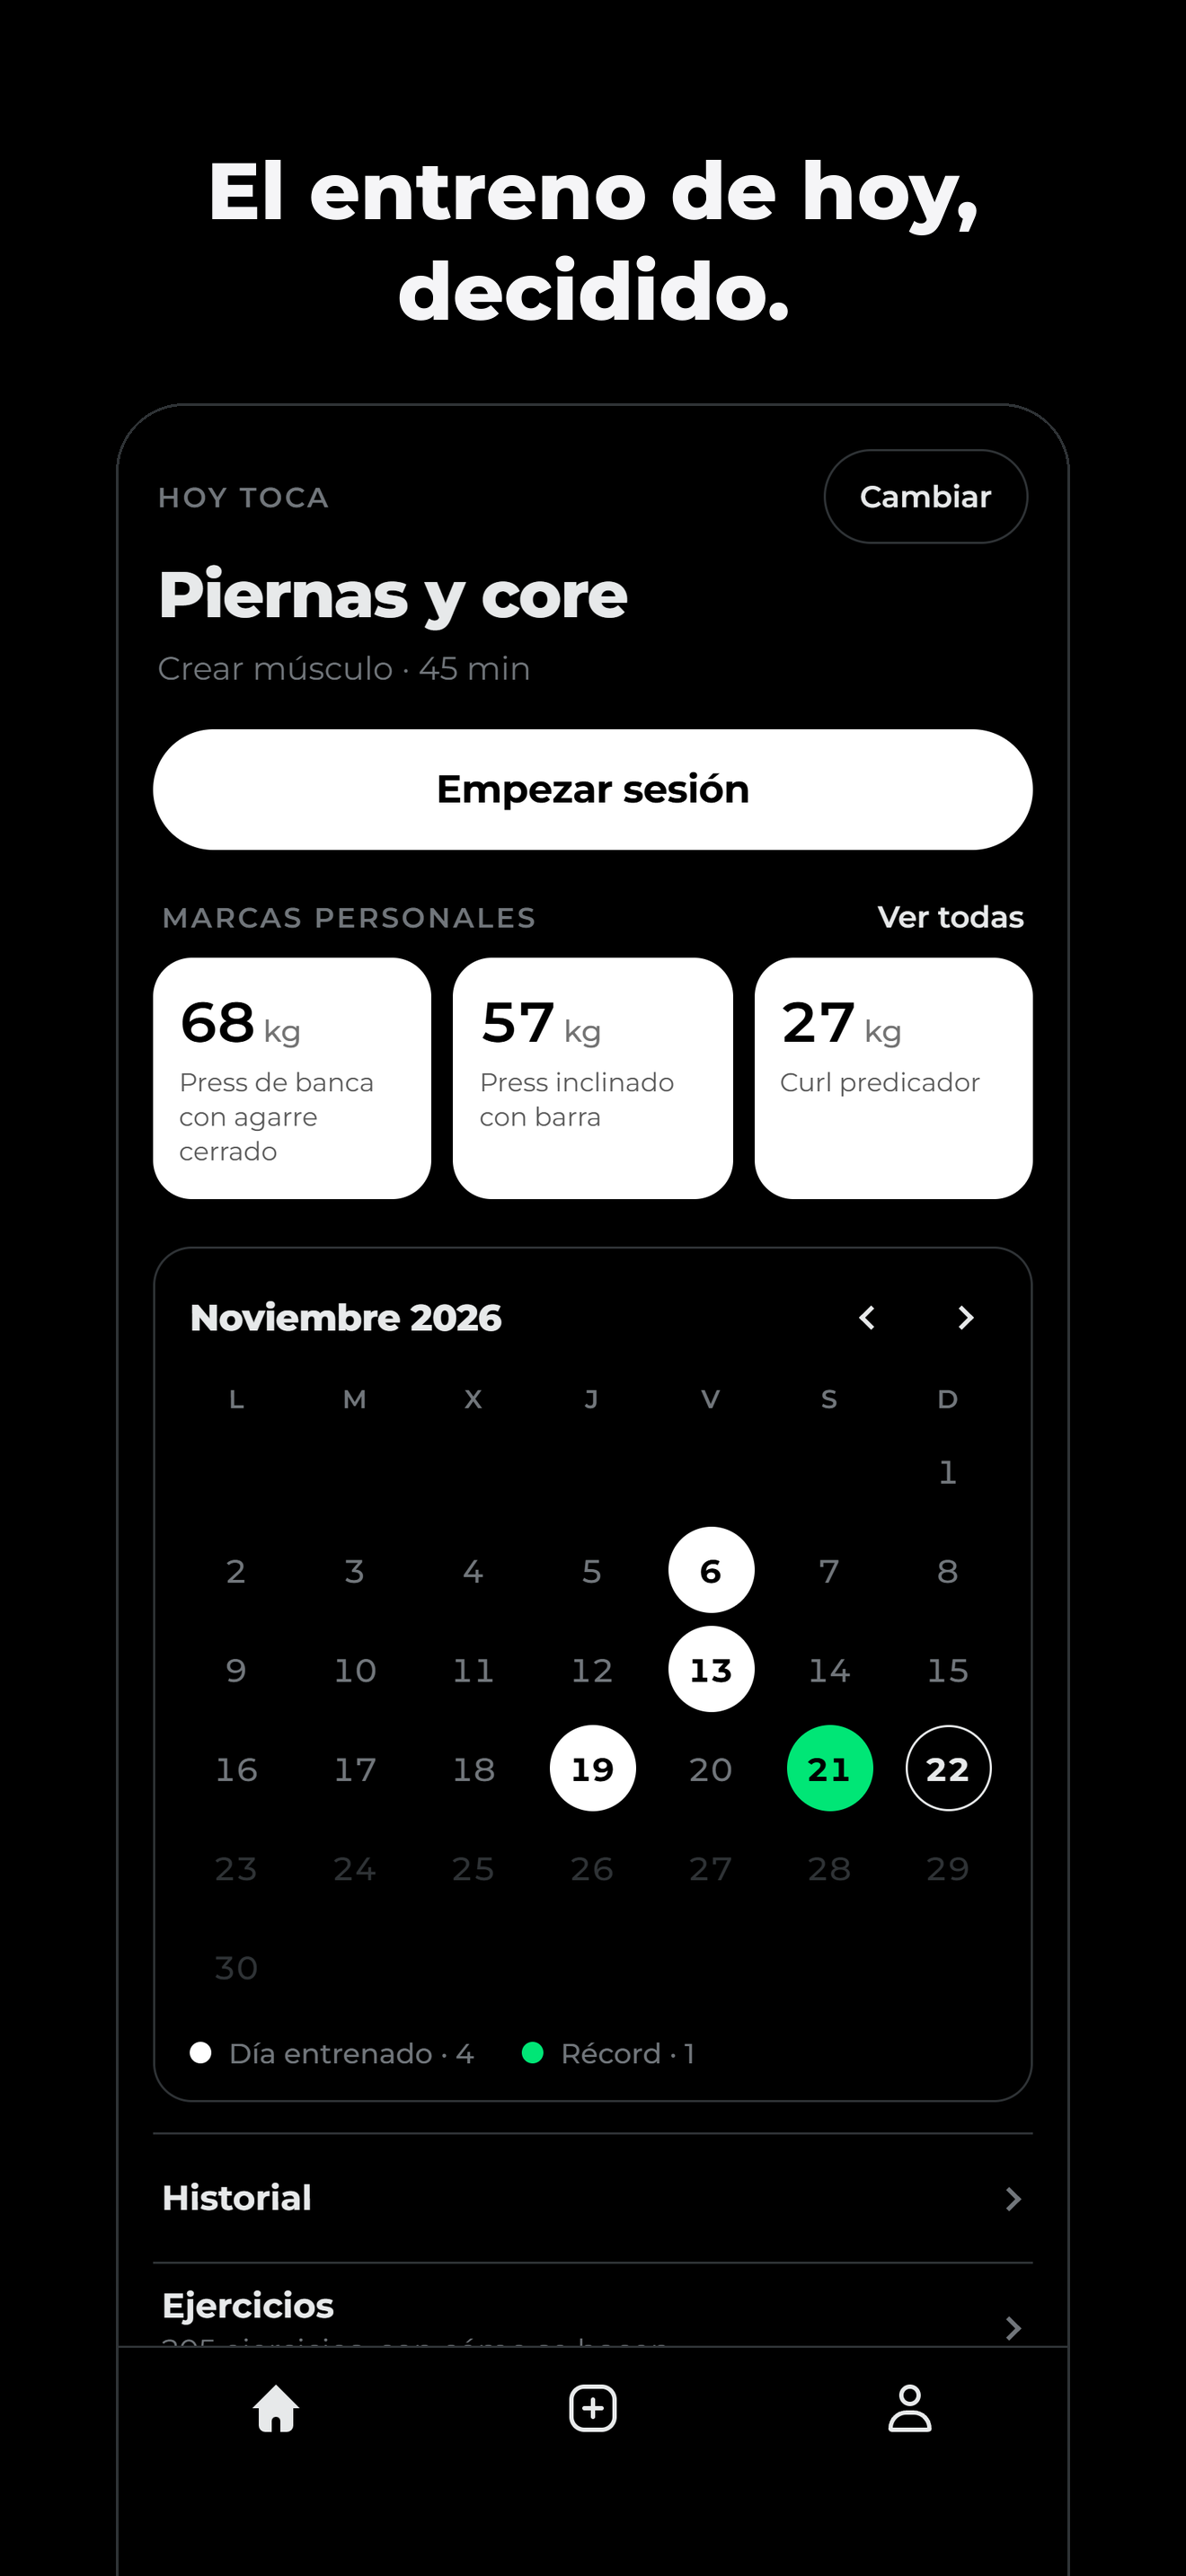 El entreno de hoy,
decidido.
HOY TOCA
Cambiar
Piernas y core
Crear músculo · 45 min
Empezar sesión
MARCAS PERSONALES
Ver todas
68 kg
Press de banca
con agarre
cerrado
57 kg
Press inclinado
con barra
27 kg
Curl predicador
Noviembre 2026
L M X J V S D
1
2 3 4 5 6 7 8
9 10 11 12 13 14 15
16 17 18 19 20 21 22
23 24 25 26 27 28 29
30
Día entrenado · 4
Récord · 1
Historial
Ejercicios